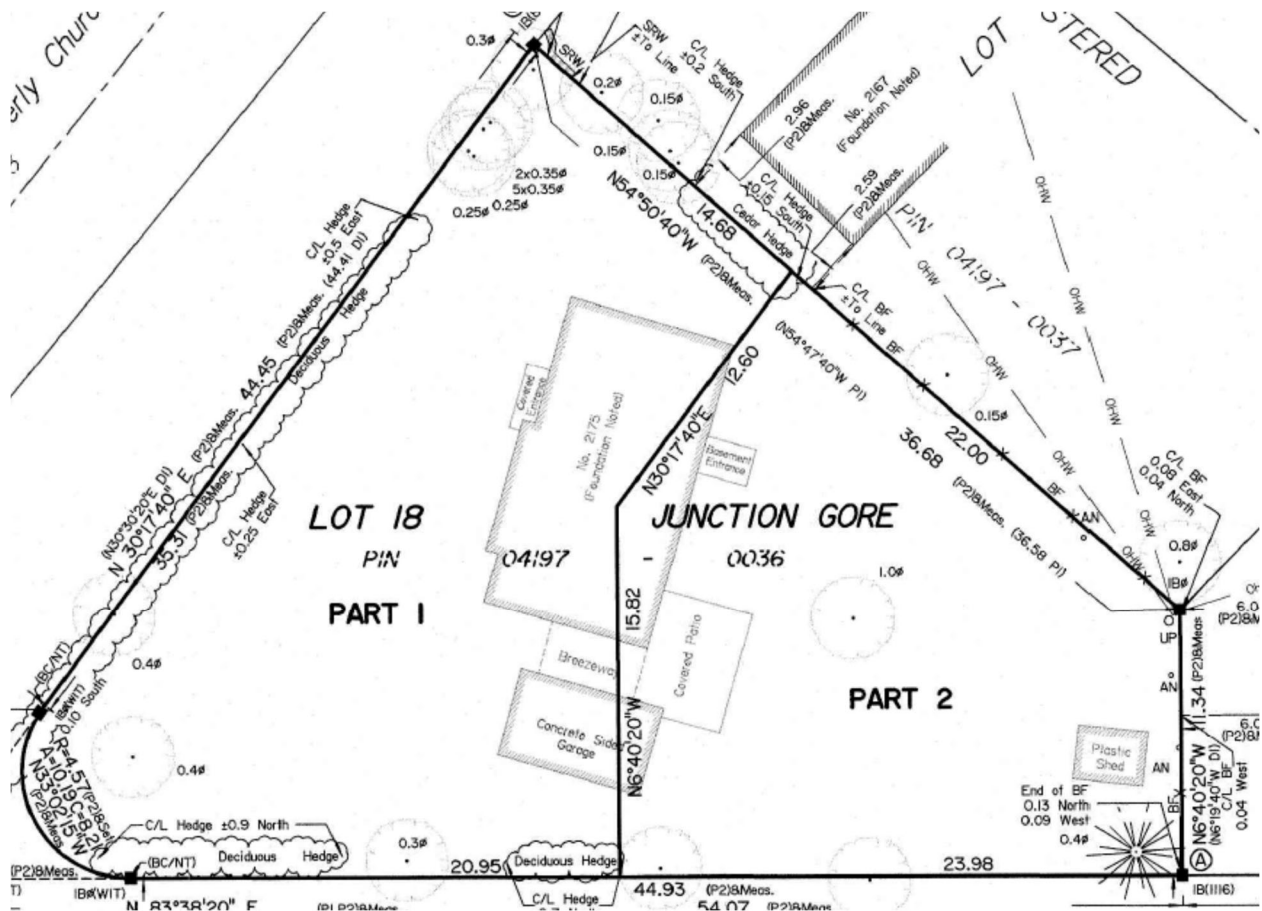 erly Churc
LOT
STERED
0.3ø
SRW
SRW
±To Line
C/L Hedge
±0.2 South
0.2ø
0.15ø
0.15ø
0.15ø
2.96
(P2)&Meas.
No. 2167
(Foundation Noted)
2.59
(P2)&Meas.
C/L Hedge
±0.15 South
Cedar Hedge
14.68
N54°50'40"W
(P2)&Meas.
2x0.35ø
5x0.35ø
0.25ø
0.25ø
PIN 04197 - 0037
OHW
OHW
OHW
OHW
OHW
OHW
OHW
OHW
OHW
C/L BF
±To Line
BF
(N54°47'40"W P1)
22.00
36.68
(P2)&Meas.
(36.58 P1)
0.15ø
BF
AN
C/L BF
0.08 East
0.04 North
0.8ø
IBø
6.0
(P2)&M
UP
C/L Hedge
±0.5 East
(44.41 D1)
(P2)&Meas.
44.45
Deciduous
Hedge
(N30°30'20"E D1)
N 30°17'40" E
(P2)&Meas.
35.31
(P2)&Meas.
C/L Hedge
±0.25 East
Covered
Entrance
No. 2175
(Foundation Noted)
12.60
N30°17'40"E
Basement
Entrance
LOT 18
JUNCTION GORE
PIN
04197
-
0036
PART 1
1.0ø
15.82
N6°40'20"W
Covered Patio
Breezeway
Concrete Sided
Garage
PART 2
AN
11.34
(P2)&Meas
6.0
(P2)&M
Plastic
Shed
AN
N6°40'20"W
(N6°19'40"W D1)
C/L BF
0.04 West
BF
End of BF
0.13 North
0.09 West
0.4ø
A
IB(1116)
0.4ø
(BC/NT)
IBø(WIT)
0.10 South
R=4.57
A=10.19
C=8.21
N33°02'15"W
(P2)&Meas
0.4ø
C/L Hedge ±0.9 North
(BC/NT)
Deciduous
Hedge
0.3ø
20.95
Deciduous Hedge
23.98
(P2)&Meas.
IBø(WIT)
C/L Hedge
44.93
(P2)&Meas.
N 83°38'20" E
54.07
(P2)&Meas.